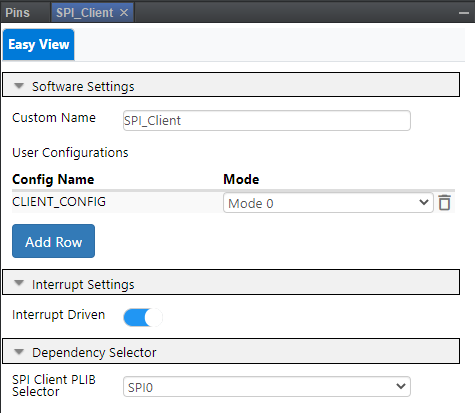 Pins SPI_Client ×
Easy View
Software Settings
Custom Name SPI_Client
User Configurations
Config Name Mode
CLIENT_CONFIG Mode 0
Add Row
Interrupt Settings
Interrupt Driven
Dependency Selector
SPI Client PLIB
Selector SPI0